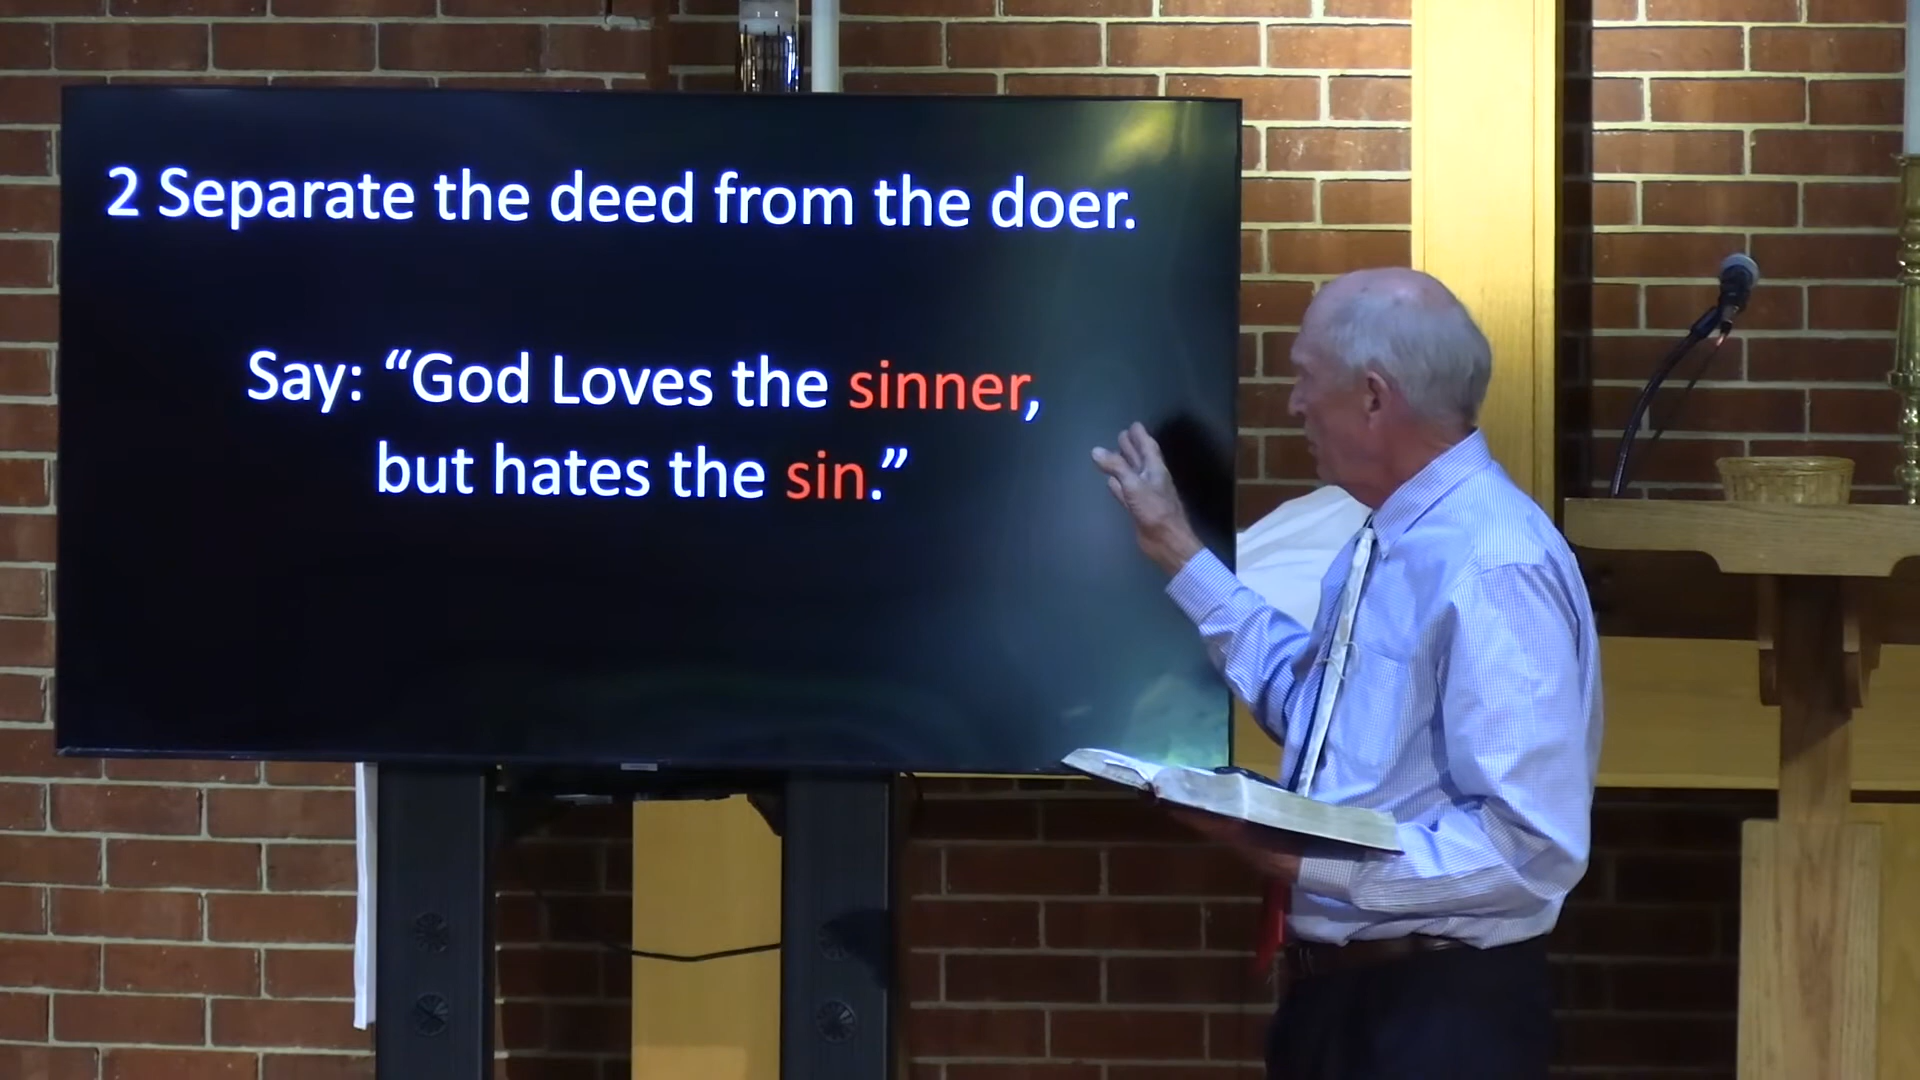 2 Separate the deed from the doer.
Say: “God Loves the sinner,
but hates the sin.”